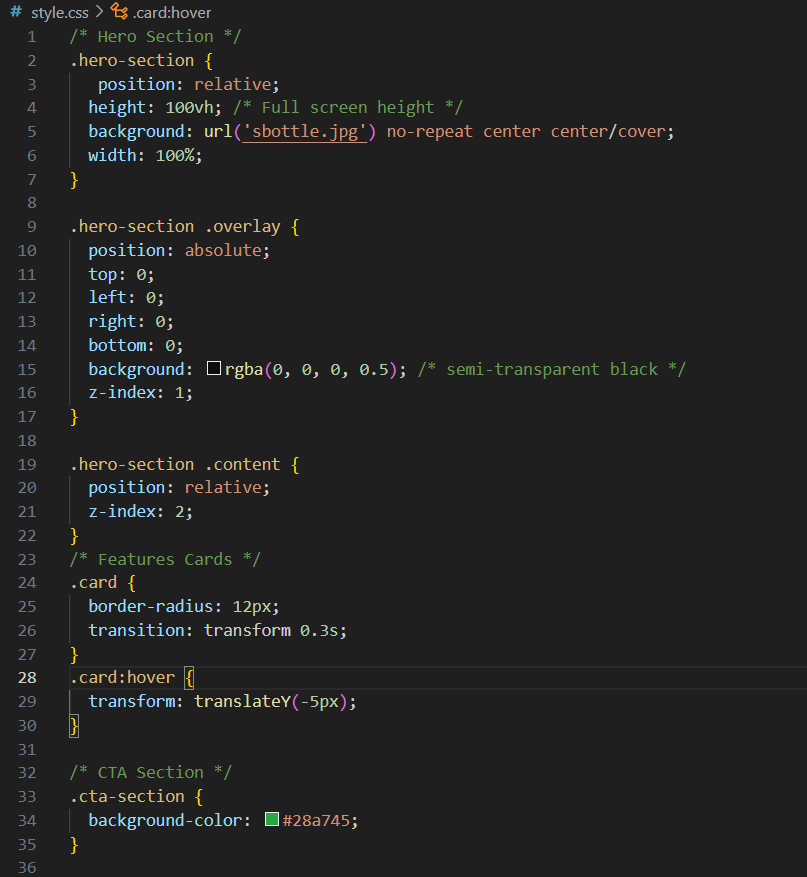 # style.css > .card:hover
1 /* Hero Section */
2 .hero-section {
3 position: relative;
4 height: 100vh; /* Full screen height */
5 background: url('sbottle.jpg') no-repeat center center/cover;
6 width: 100%;
7 }
8
9 .hero-section .overlay {
10 position: absolute;
11 top: 0;
12 left: 0;
13 right: 0;
14 bottom: 0;
15 background: rgba(0, 0, 0, 0.5); /* semi-transparent black */
16 z-index: 1;
17 }
18
19 .hero-section .content {
20 position: relative;
21 z-index: 2;
22 }
23 /* Features Cards */
24 .card {
25 border-radius: 12px;
26 transition: transform 0.3s;
27 }
28 .card:hover {
29 transform: translateY(-5px);
30 }
31
32 /* CTA Section */
33 .cta-section {
34 background-color: #28a745;
35 }
36